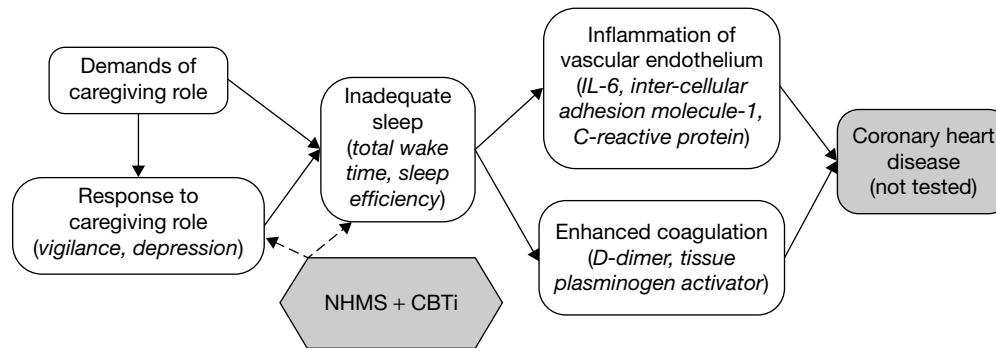 Demands of
caregiving role
Response to
caregiving role
(vigilance, depression)
Inadequate
sleep
(total wake
time, sleep
efficiency)
NHMS + CBTi
Inflammation of
vascular endothelium
(IL-6, inter-cellular
adhesion molecule-1,
C-reactive protein)
Enhanced coagulation
(D-dimer, tissue
plasminogen activator)
Coronary heart
disease
(not tested)